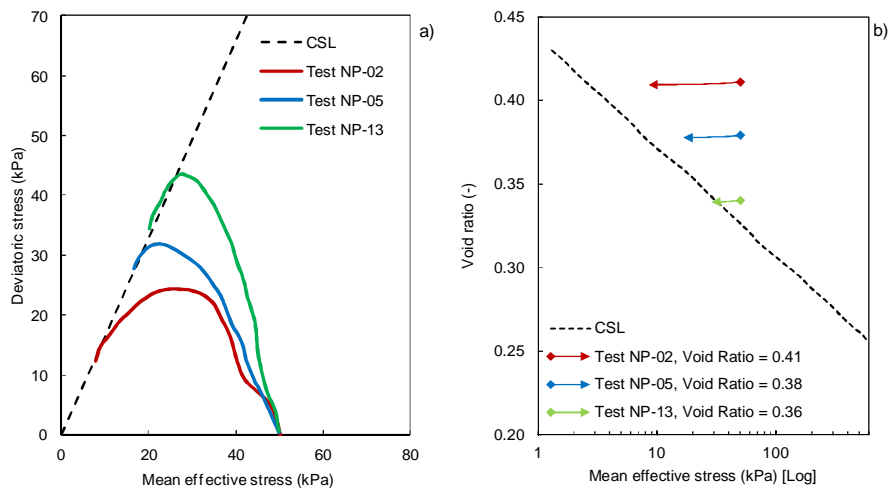 a)
70
60
50
40
30
20
10
0
Deviatoric stress (kPa)
CSL
Test NP-02
Test NP-05
Test NP-13
0 20 40 60 80
Mean effective stress (kPa)
b)
0.45
0.40
0.35
0.30
0.25
0.20
Void ratio (-)
CSL
Test NP-02, Void Ratio = 0.41
Test NP-05, Void Ratio = 0.38
Test NP-13, Void Ratio = 0.36
1 10 100
Mean effective stress (kPa) [Log]